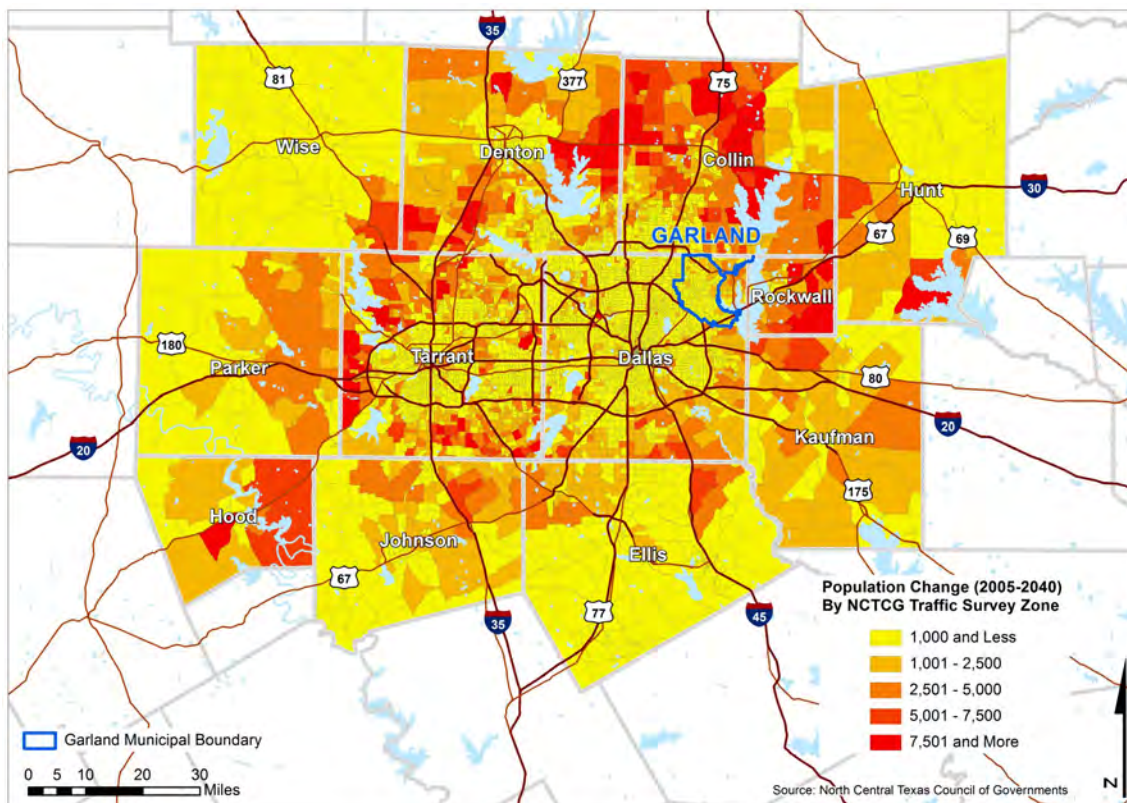 35
81
377
75
Wise
Denton
Collin
Hunt
30
GARLAND
67
69
Rockwall
180
Tarrant
Dallas
Parker
80
20
Kaufman
20
175
Hood
Johnson
Ellis
67
77
35
45
Population Change (2005-2040)
By NCTCG Traffic Survey Zone
1,000 and Less
1,001 - 2,500
2,501 - 5,000
5,001 - 7,500
7,501 and More
Garland Municipal Boundary
0 5 10 20 30
Miles
Source: North Central Texas Council of Governments
N